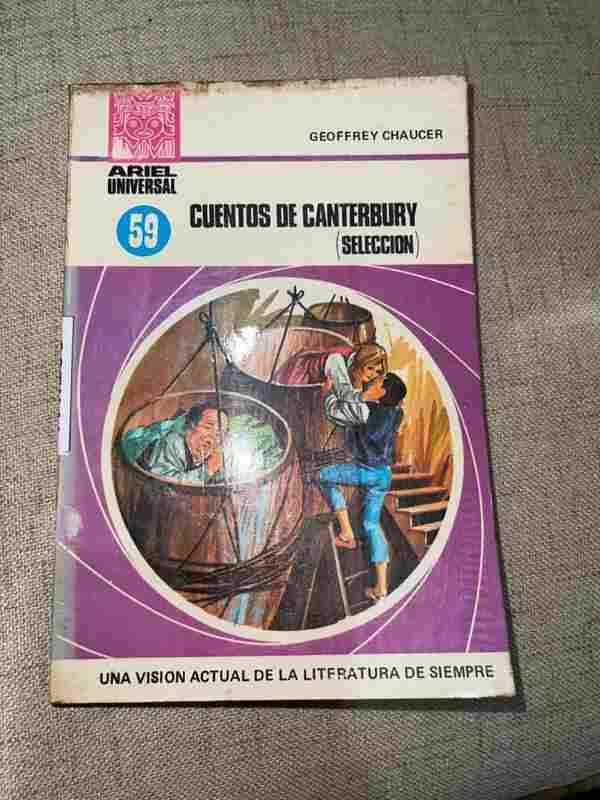 GEOFFREY CHAUCER
ARIEL
UNIVERSAL
59
CUENTOS DE CANTERBURY
(SELECCION)
UNA VISION ACTUAL DE LA LITERATURA DE SIEMPRE